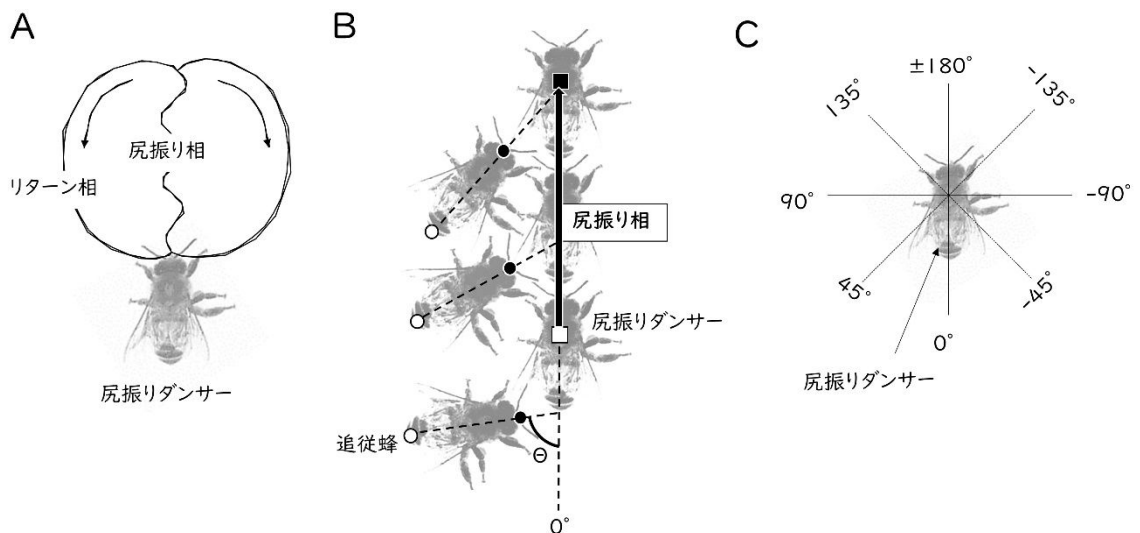 A
尻振り相
リターン相
尻振りダンサー
B
尻振り相
尻振りダンサー
追従蜂
Θ
0°
C
±180°
135°
-135°
90°
-90°
45°
-45°
0°
尻振りダンサー